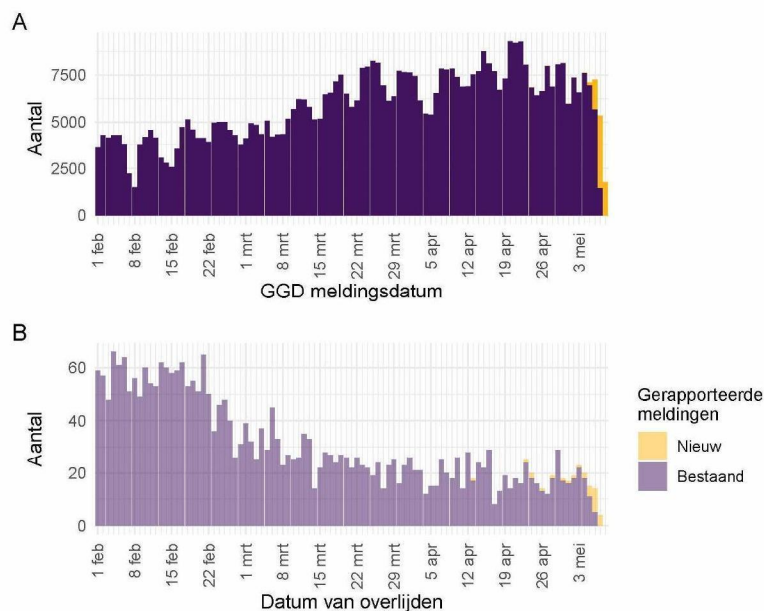 A
Aantal
7500
5000
2500
0
1 feb
8 feb
15 feb
22 feb
1 mrt
8 mrt
15 mrt
22 mrt
29 mrt
5 apr
12 apr
19 apr
26 apr
3 mei
GGD meldingsdatum
B
Aantal
60
40
20
0
1 feb
8 feb
15 feb
22 feb
1 mrt
8 mrt
15 mrt
22 mrt
29 mrt
5 apr
12 apr
19 apr
26 apr
3 mei
Datum van overlijden
Gerapporteerde
meldingen
Nieuw
Bestaand